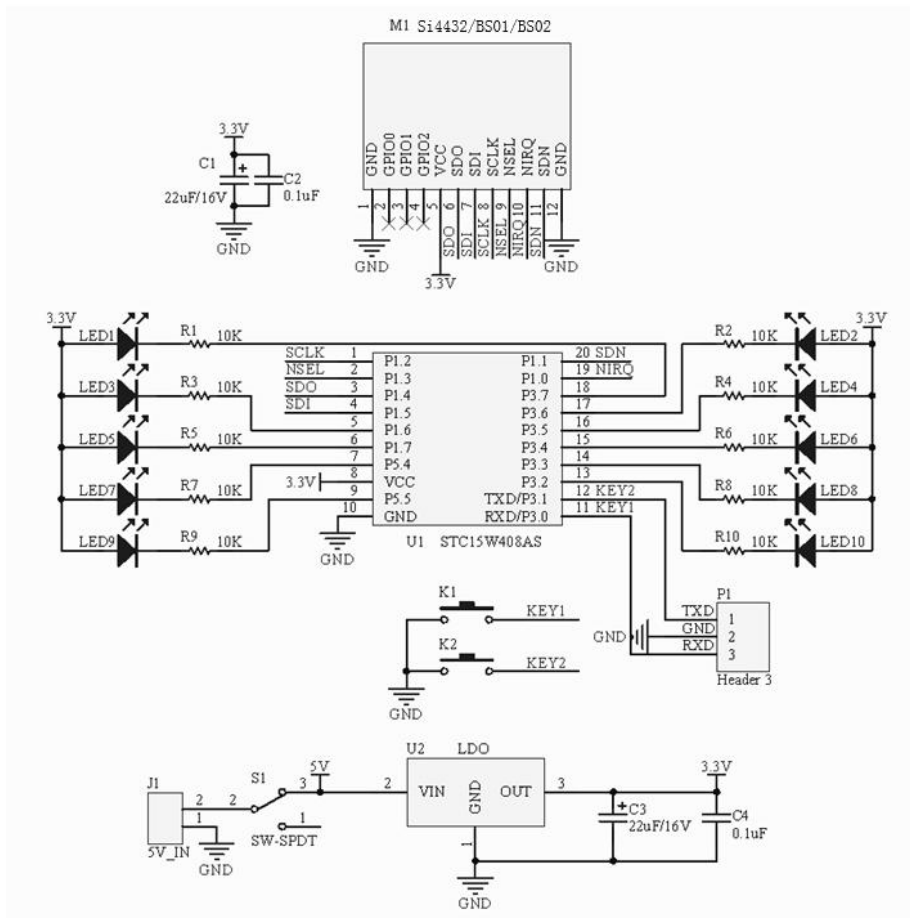 M1 Si4432/BS01/BS02
GND
GPIO0
GPIO1
GPIO2
VCC
SDO
SDI
SCLK
NSEL
NIRQ
SDN
GND
1
2
3
4
5
6
7
8
9
10
11
12
SDO
SDI
SCLK
NSEL
NIRQ
SDN
GND
3.3V
GND
3.3V
C1
+
22uF/16V
C2
0.1uF
GND
3.3V
LED1
R1 10K
LED3
R3 10K
LED5
R5 10K
LED7
R7 10K
LED9
R9 10K
3.3V
R2 10K LED2
R4 10K LED4
R6 10K LED6
R8 10K LED8
R10 10K LED10
SCLK 1 P1.2
NSEL 2 P1.3
SDO 3 P1.4
SDI 4 P1.5
5 P1.6
6 P1.7
7 P5.4
3.3V 8 VCC
9 P5.5
10 GND
GND
P1.1 20 SDN
P1.0 19 NIRQ
P3.7 18
P3.6 17
P3.5 16
P3.4 15
P3.3 14
P3.2 13
TXD/P3.1 12 KEY2
RXD/P3.0 11 KEY1
U1 STC15W408AS
K1
KEY1
K2
KEY2
GND
P1
TXD 1
GND GND 2
RXD 3
Header 3
U2 LDO
VIN
GND
OUT
2
1
3
J1
2
1
5V_IN
GND
S1
2
3
1
SW-SPDT
5V
3.3V
+
C3
22uF/16V
C4
0.1uF
GND